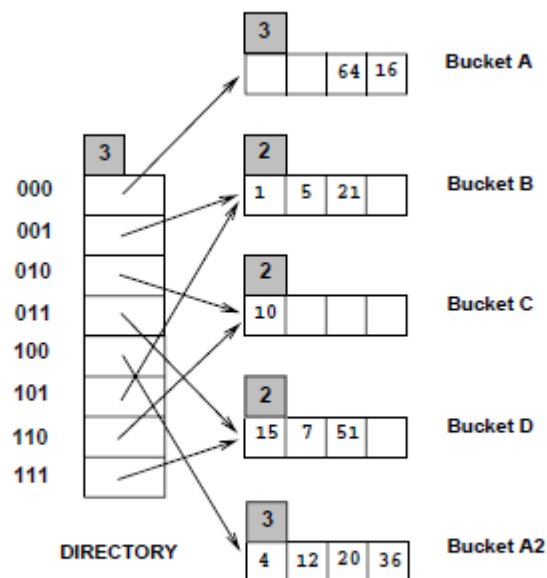 3
64 16 Bucket A
3
2
000 1 5 21 Bucket B
001
2
010 10 Bucket C
011
100
2
101
110 15 7 51 Bucket D
111
3
DIRECTORY 4 12 20 36 Bucket A2